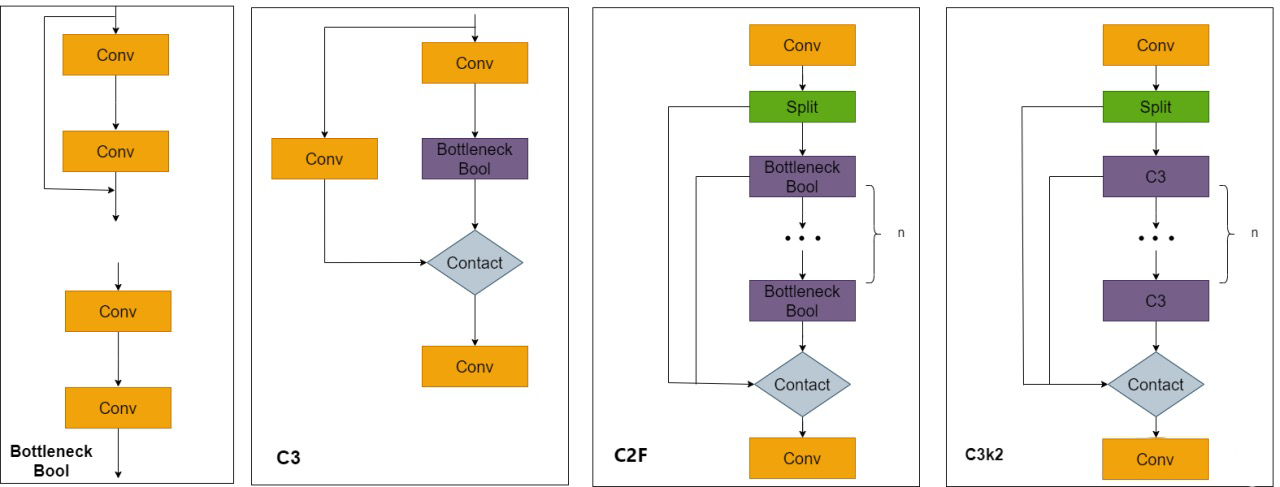 Conv
Conv
Conv
Conv
Bottleneck
Bool
Conv
Conv
Bottleneck
Bool
Contact
Conv
C3
Conv
Split
Bottleneck
Bool
• • •
n
Bottleneck
Bool
Contact
Conv
C2F
Conv
Split
C3
• • •
n
C3
Contact
Conv
C3k2